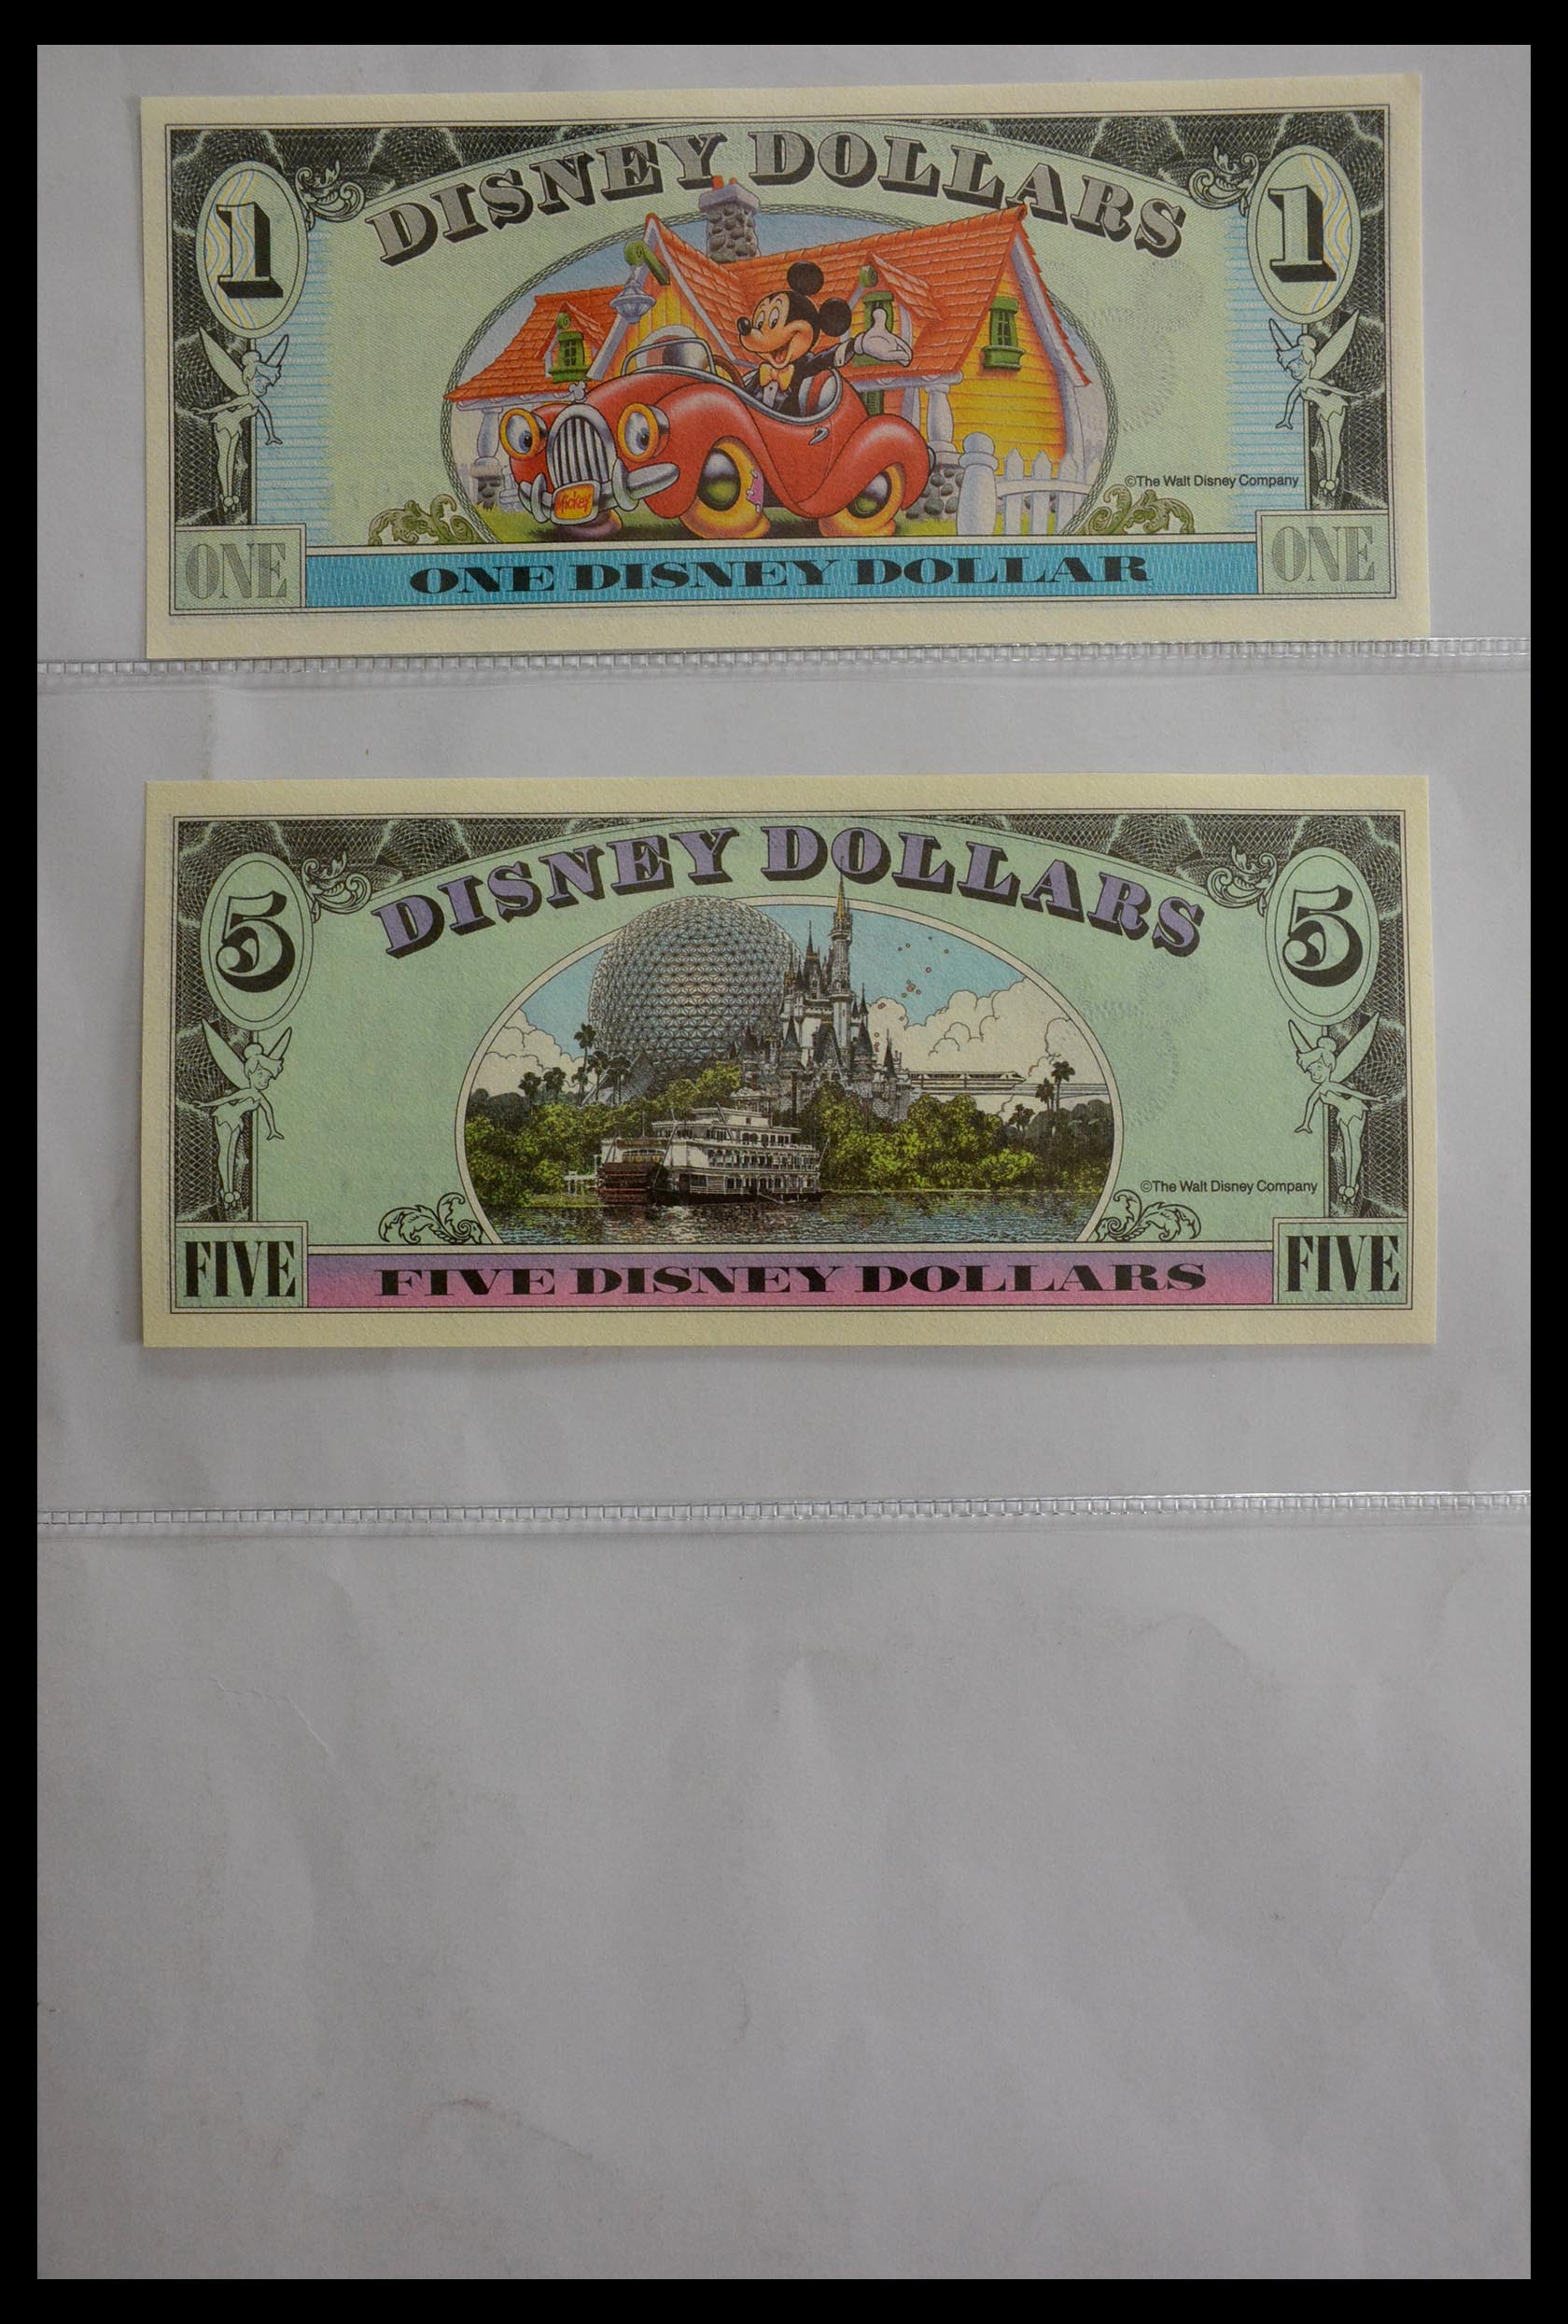 DISNEY DOLLARS
1 1
Mickey
©The Walt Disney Company
ONE ONE
ONE DISNEY DOLLAR
DISNEY DOLLARS
5 5
©The Walt Disney Company
FIVE FIVE
FIVE DISNEY DOLLARS